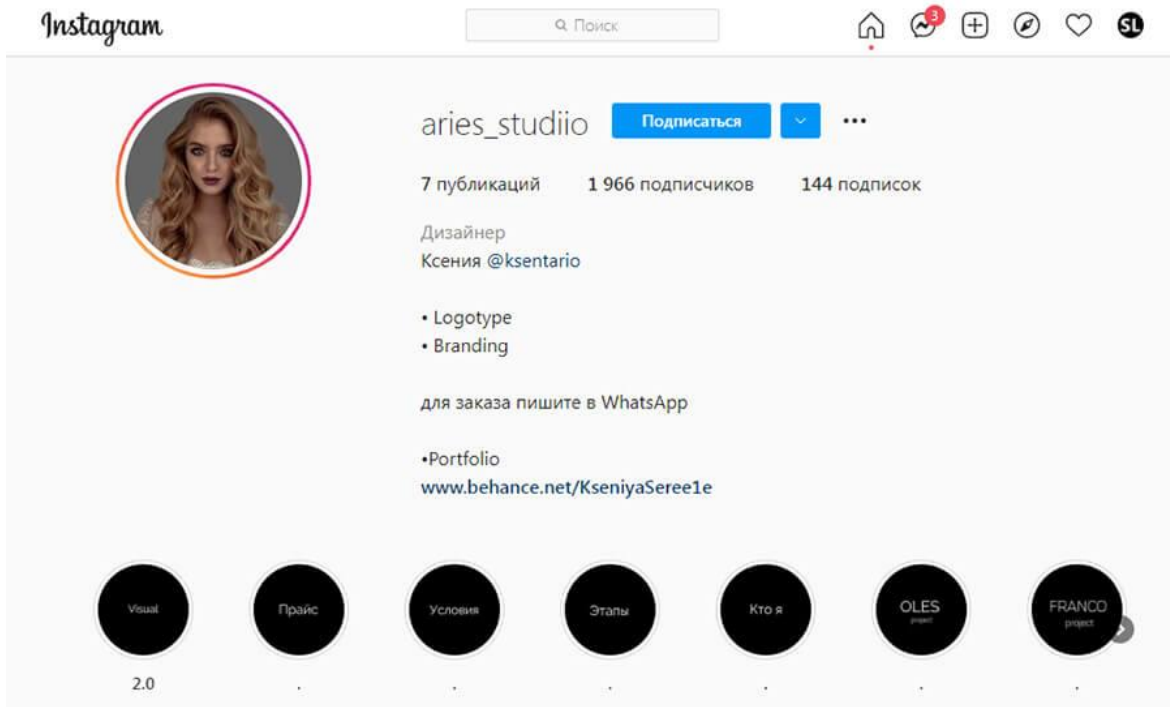 Instagram
Поиск
3
SL
aries_studiio Подписаться
7 публикаций 1 966 подписчиков 144 подписок
Дизайнер
Ксения @ksentario
• Logotype
• Branding
для заказа пишите в WhatsApp
•Portfolio
www.behance.net/KseniyaSeree1e
Visual Прайс Условия Этапы Кто я OLES project FRANCO project
2.0 . . . . . .